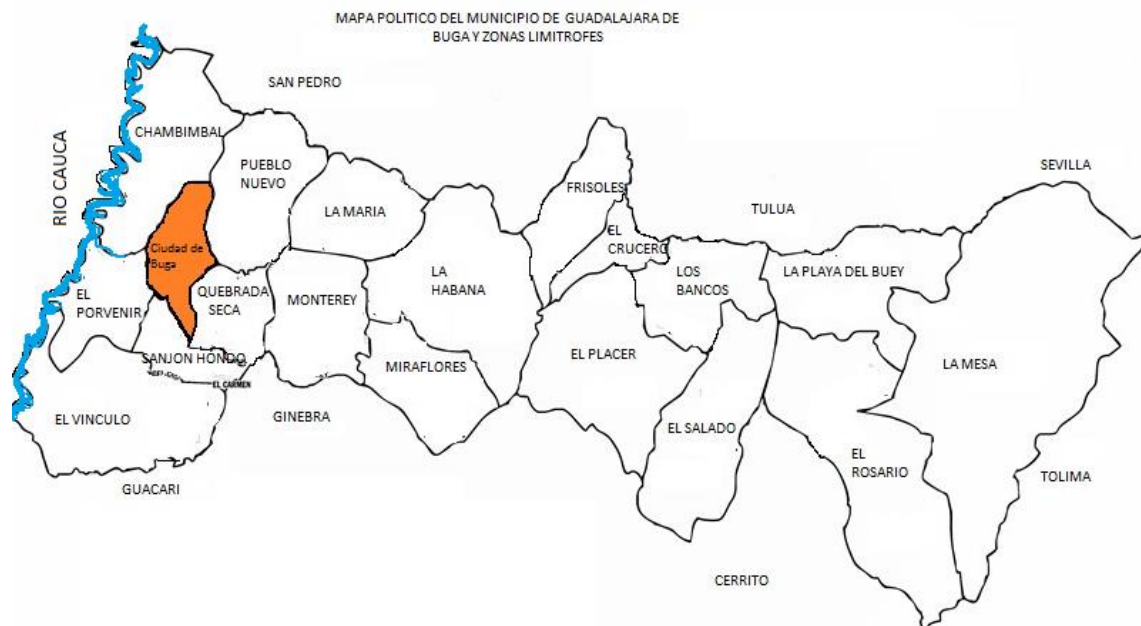 MAPA POLITICO DEL MUNICIPIO DE GUADALAJARA DE
BUGA Y ZONAS LIMITROFES
SAN PEDRO
RIO CAUCA
CHAMBIMBAL
PUEBLO
NUEVO
LA MARIA
FRISOLES
SEVILLA
TULUA
EL
CRUCERO
Ciudad de
Buga
LA
HABANA
LOS
BANCOS
LA PLAYA DEL BUEY
EL
PORVENIR
QUEBRADA
SECA
MONTEREY
SANJON HONDO
EL CARMEN
MIRAFLORES
EL PLACER
LA MESA
EL VINCULO
GINEBRA
EL SALADO
EL
ROSARIO
GUACARI
TOLIMA
CERRITO